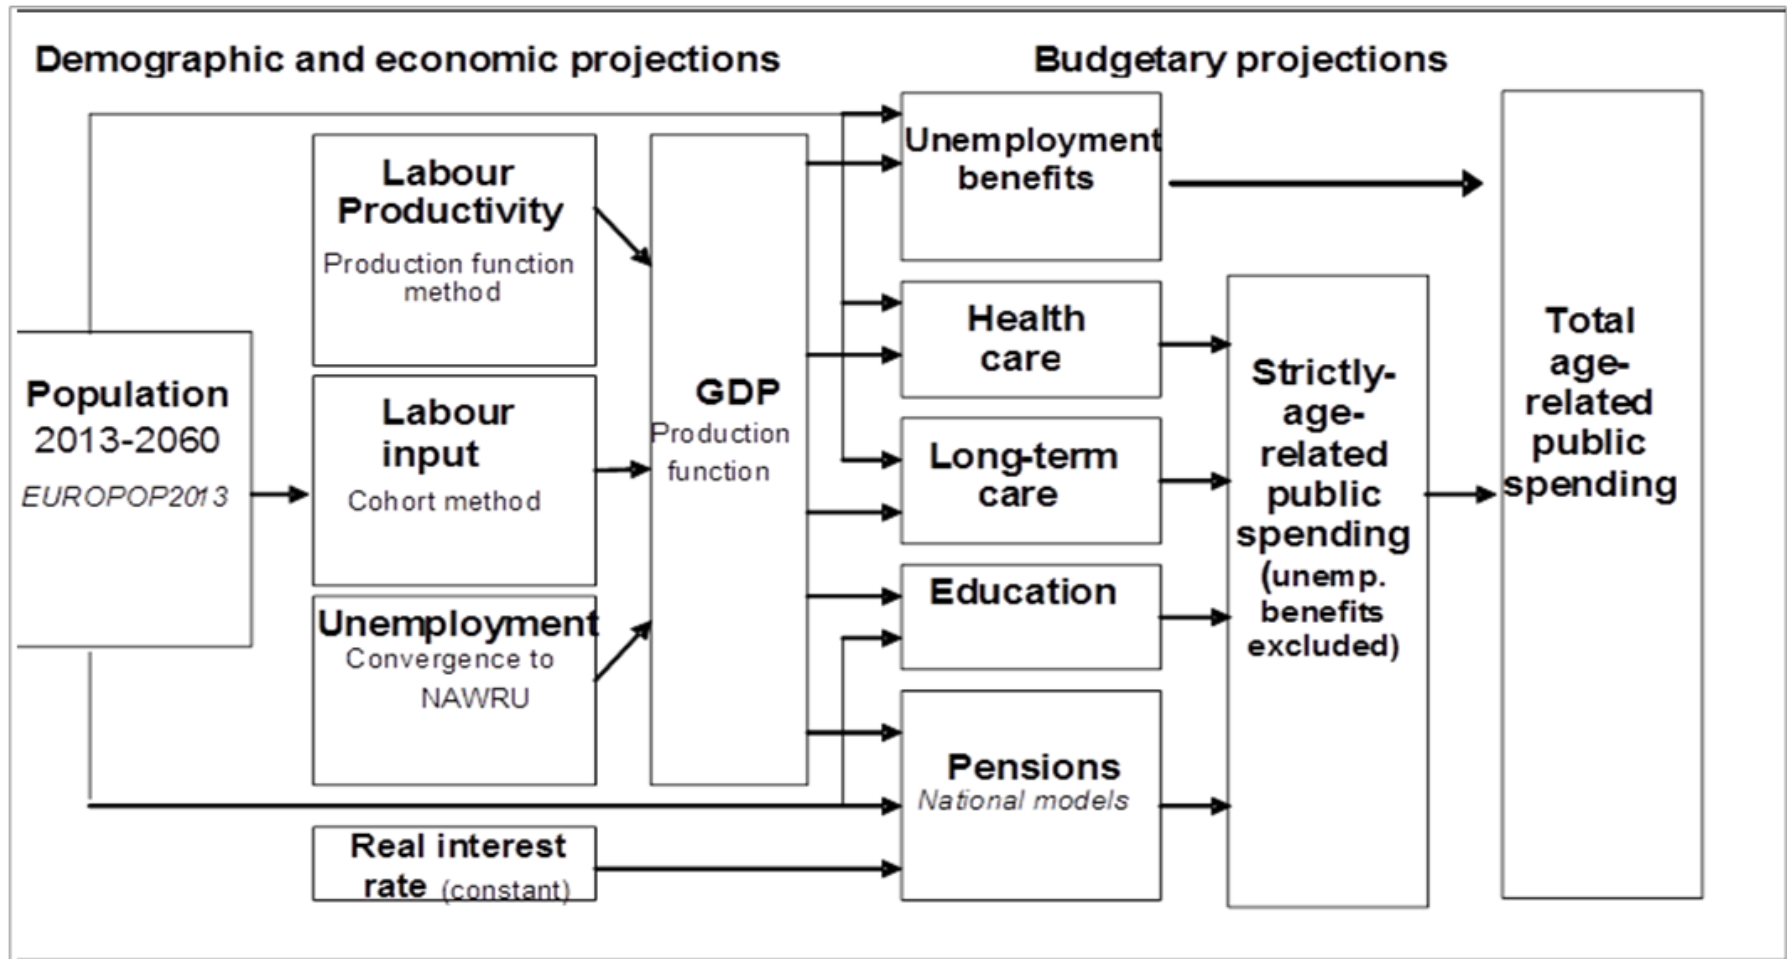 Demographic and economic projections
Budgetary projections
Population
2013-2060
EUROPOP2013
Labour
Productivity
Production function
method
Labour
input
Cohort method
Unemployment
Convergence to
NAWRU
Real interest
rate (constant)
GDP
Production
function
Unemployment
benefits
Health
care
Long-term
care
Education
Pensions
National models
Strictly-
age-
related
public
spending
(unemp.
benefits
excluded)
Total
age-
related
public
spending